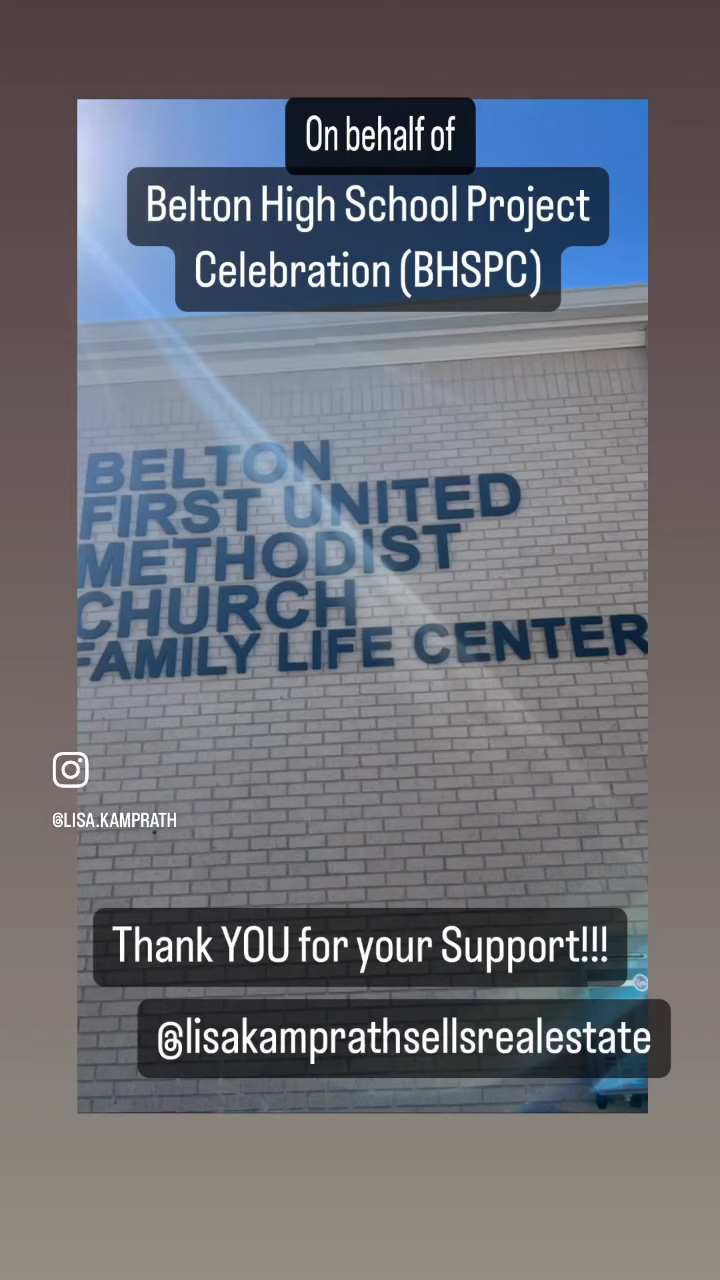 On behalf of
Belton High School Project
Celebration (BHSPC)
BELTON
FIRST UNITED
METHODIST
CHURCH
FAMILY LIFE CENTER
@LISA.KAMPRATH
Thank YOU for your Support!!!
@lisakamprathsellsrealestate